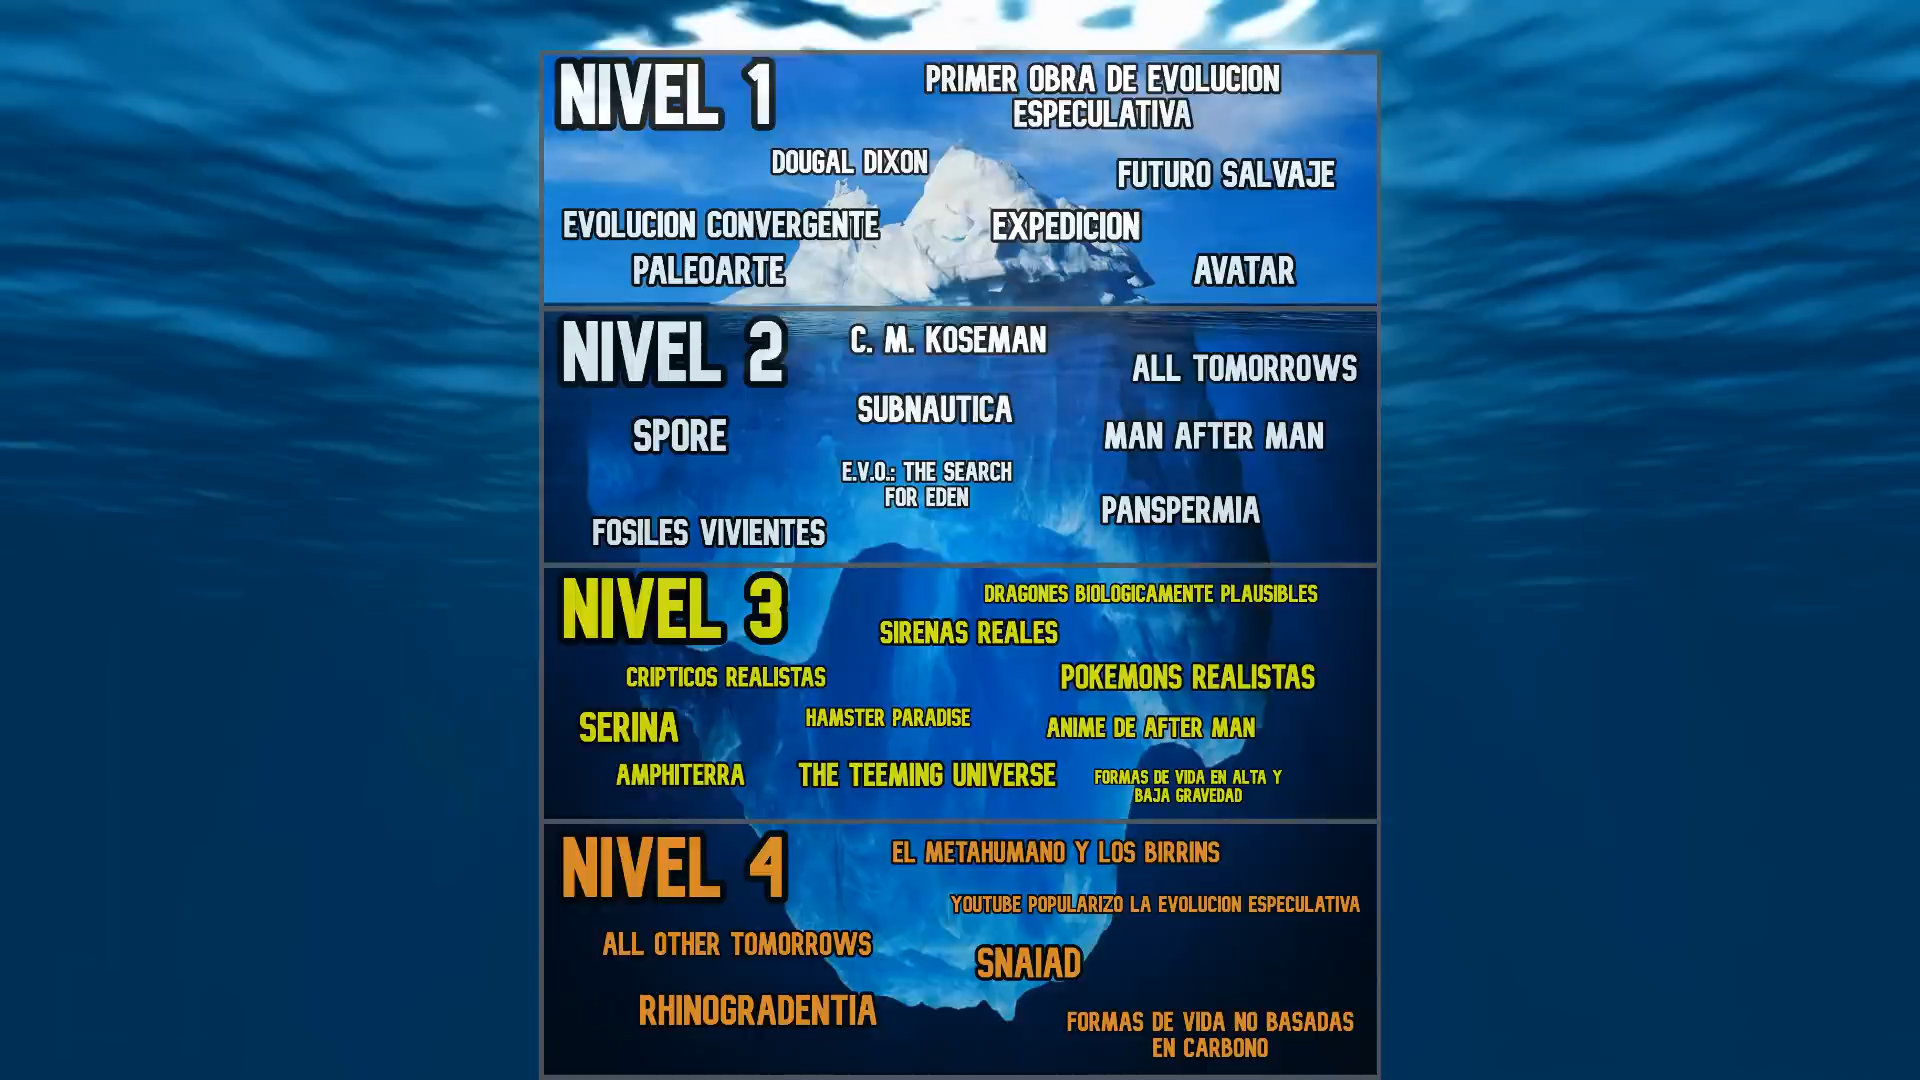 NIVEL 1
PRIMER OBRA DE EVOLUCION
ESPECULATIVA
DOUGAL DIXON
FUTURO SALVAJE
EVOLUCION CONVERGENTE
EXPEDICION
PALEOARTE
AVATAR
NIVEL 2
C. M. KOSEMAN
ALL TOMORROWS
SUBNAUTICA
SPORE
MAN AFTER MAN
E.V.O.: THE SEARCH
FOR EDEN
PANSPERMIA
FOSILES VIVIENTES
NIVEL 3
DRAGONES BIOLOGICAMENTE PLAUSIBLES
SIRENAS REALES
CRIPTICOS REALISTAS
POKEMONS REALISTAS
SERINA
HAMSTER PARADISE
ANIME DE AFTER MAN
AMPHITERRA
THE TEEMING UNIVERSE
FORMAS DE VIDA EN ALTA Y
BAJA GRAVEDAD
NIVEL 4
EL METAHUMANO Y LOS BIRRINS
YOUTUBE POPULARIZO LA EVOLUCION ESPECULATIVA
ALL OTHER TOMORROWS
SNAIAD
RHINOGRADENTIA
FORMAS DE VIDA NO BASADAS
EN CARBONO